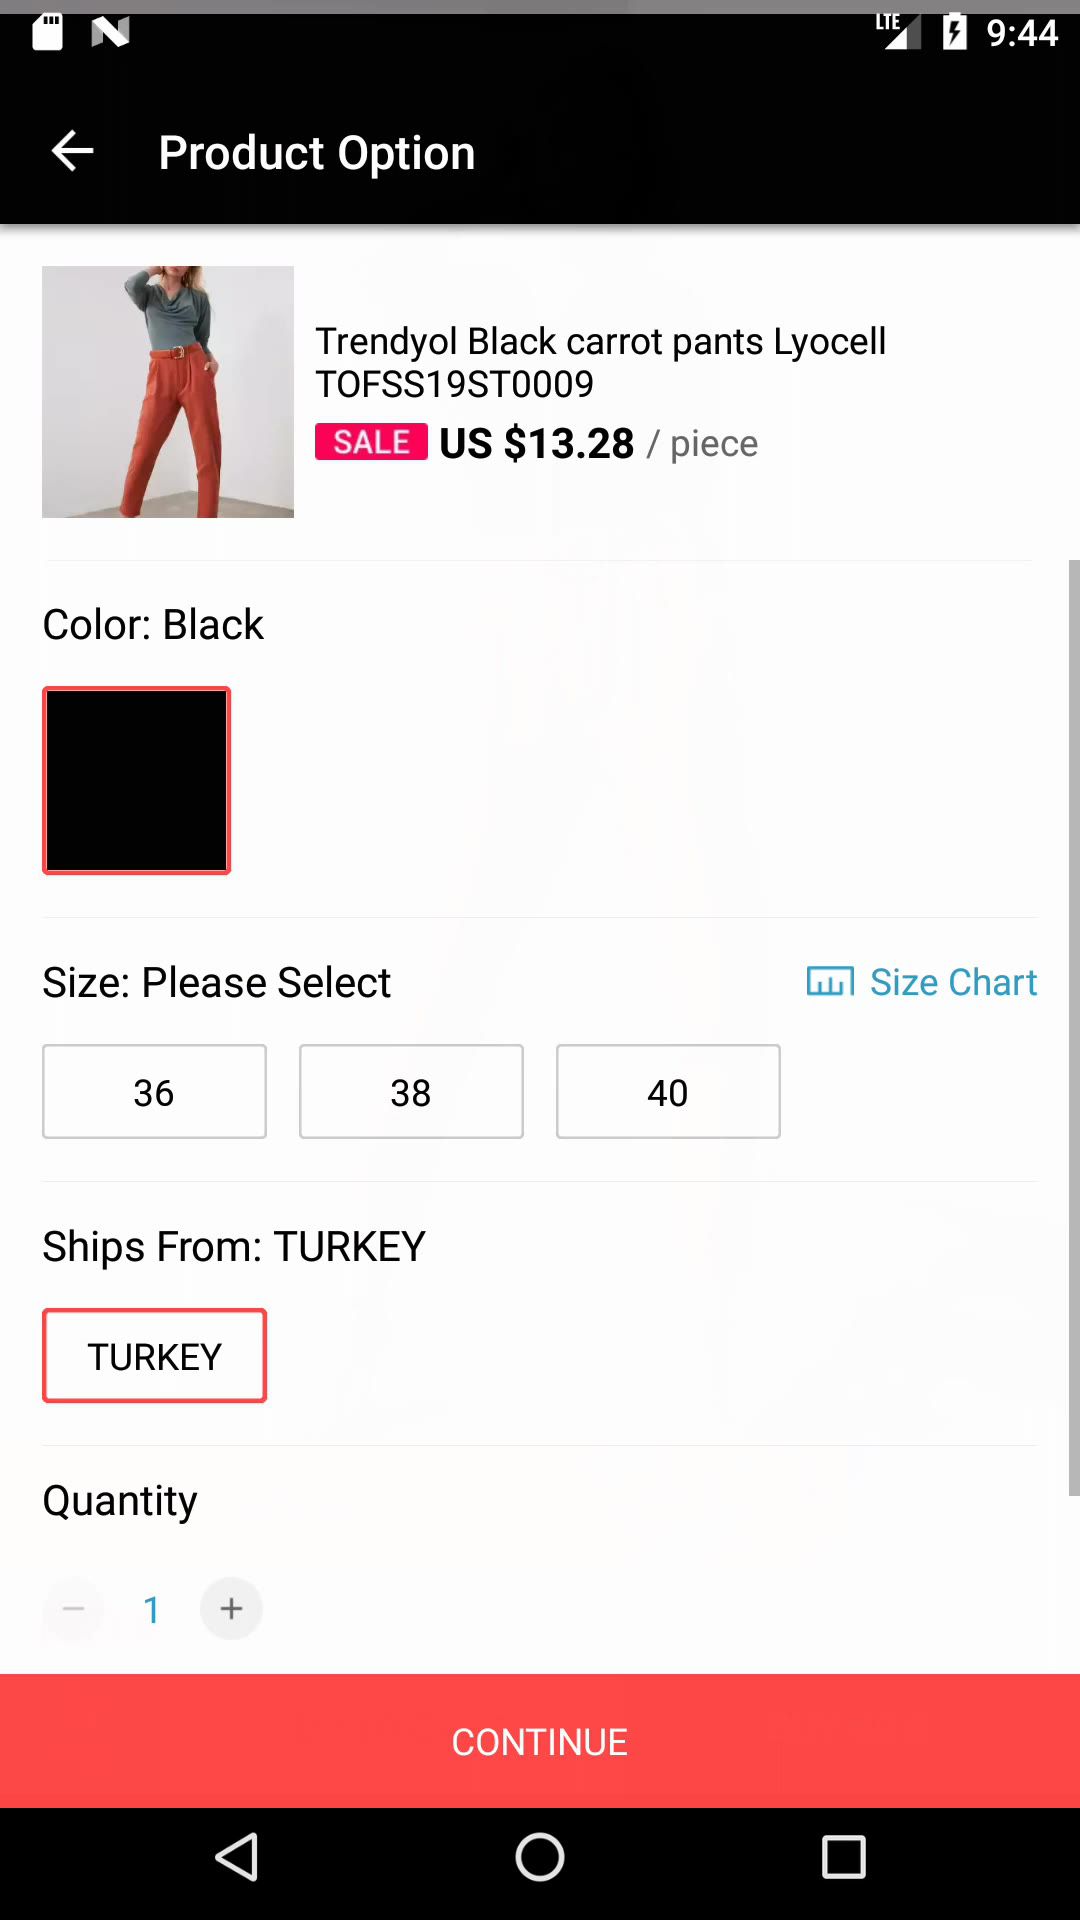 LTE 9:44
Product Option
Trendyol Black carrot pants Lyocell
TOFSS19ST0009
SALE US $13.28 / piece
Color: Black
Size: Please Select
Size Chart
36 38 40
Ships From: TURKEY
TURKEY
Quantity
− 1 +
CONTINUE